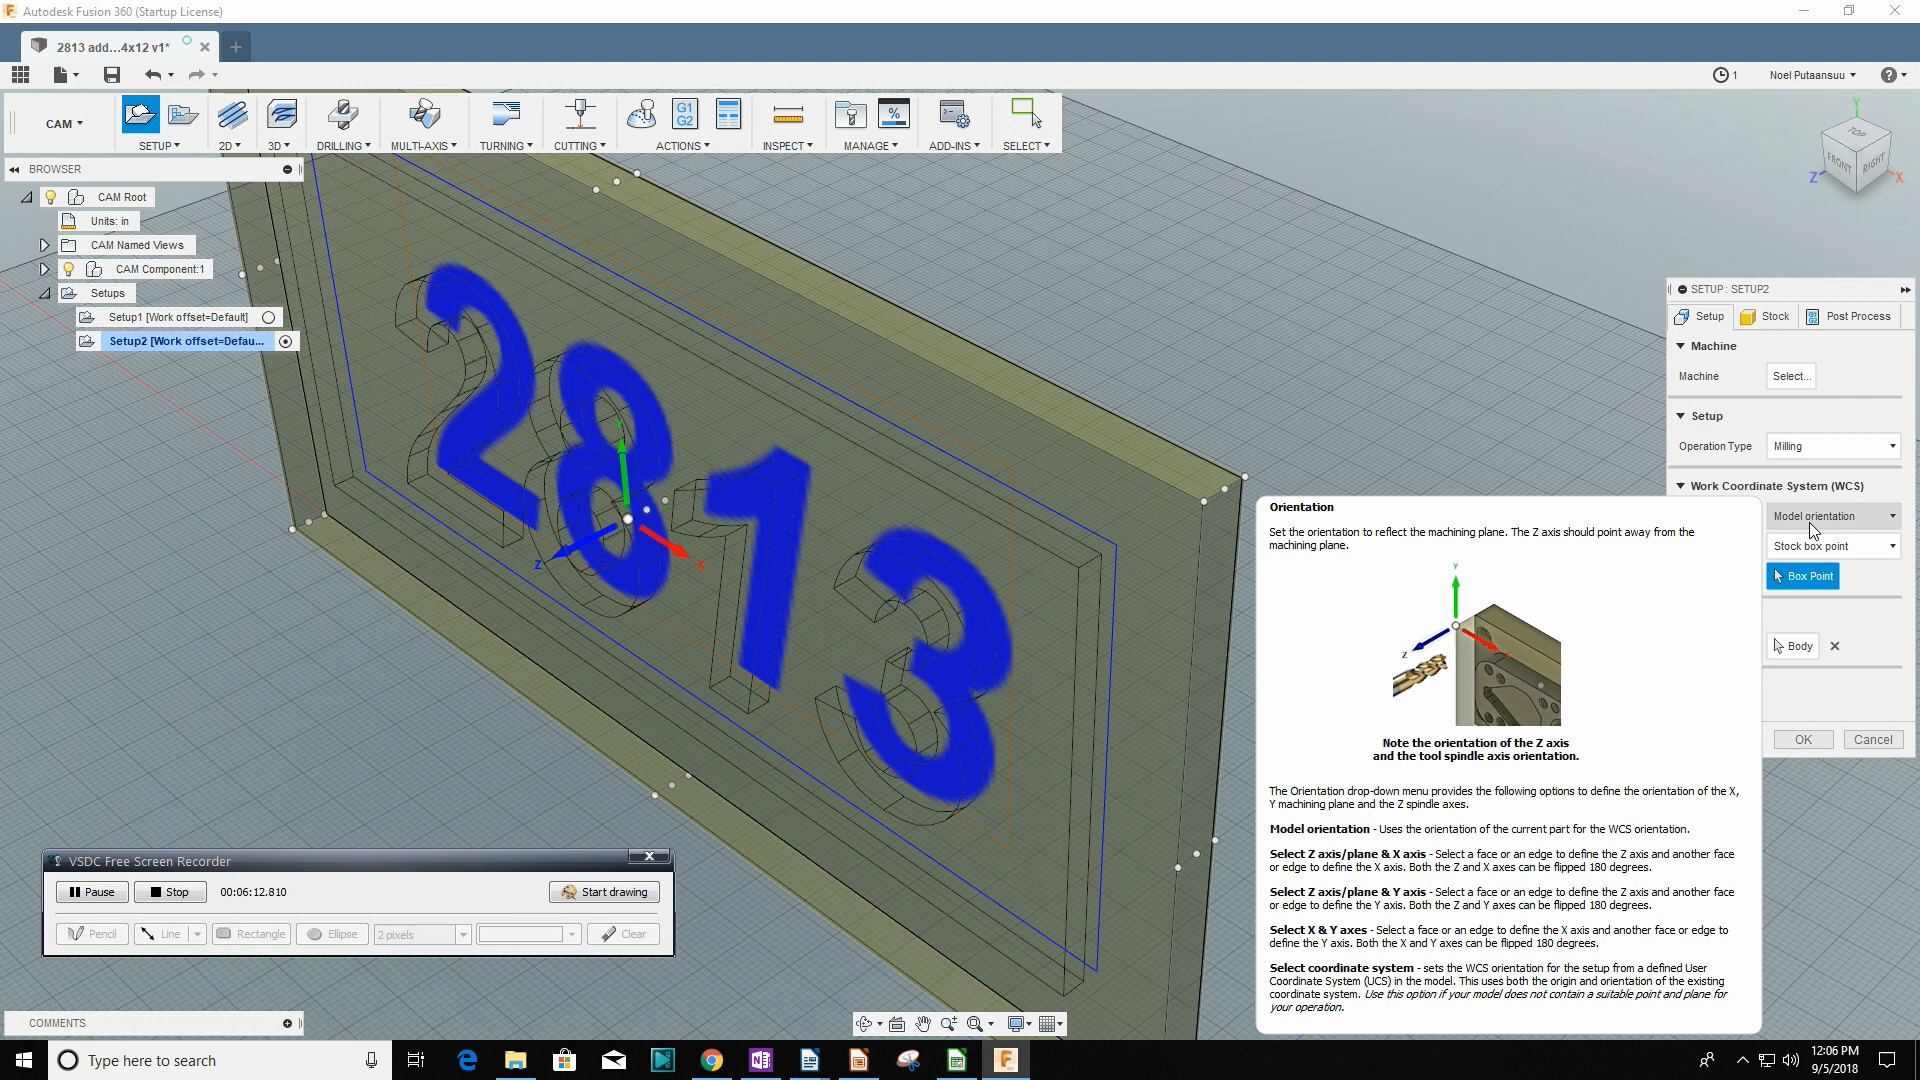 Autodesk Fusion 360 (Startup License)
2813 add...4x12 v1*
1
Noel Putaansuu
CAM
SETUP
2D
3D
DRILLING
MULTI-AXIS
TURNING
CUTTING
G1
G2
ACTIONS
INSPECT
%
MANAGE
ADD-INS
SELECT
Y
TOP
FRONT
RIGHT
Z
X
BROWSER
CAM Root
Units: in
CAM Named Views
CAM Component:1
Setups
Setup1 [Work offset=Default]
Setup2 [Work offset=Defau...
2813
Y
Z
X
SETUP : SETUP2
Setup
Stock
Post Process
Machine
Machine
Select...
Setup
Operation Type
Milling
Work Coordinate System (WCS)
Model orientation
Stock box point
Box Point
Body
OK
Cancel
Orientation
Set the orientation to reflect the machining plane. The Z axis should point away from the
machining plane.
Y
Z
Note the orientation of the Z axis
and the tool spindle axis orientation.
The Orientation drop-down menu provides the following options to define the orientation of the X,
Y machining plane and the Z spindle axes.
Model orientation - Uses the orientation of the current part for the WCS orientation.
Select Z axis/plane & X axis - Select a face or an edge to define the Z axis and another face
or edge to define the X axis. Both the Z and X axes can be flipped 180 degrees.
Select Z axis/plane & Y axis - Select a face or an edge to define the Z axis and another face
or edge to define the Y axis. Both the Z and Y axes can be flipped 180 degrees.
Select X & Y axes - Select a face or an edge to define the X axis and another face or edge to
define the Y axis. Both the X and Y axes can be flipped 180 degrees.
Select coordinate system - sets the WCS orientation for the setup from a defined User
Coordinate System (UCS) in the model. This uses both the origin and orientation of the existing
coordinate system. Use this option if your model does not contain a suitable point and plane for
your operation.
VSDC Free Screen Recorder
Pause
Stop
00:06:12.810
Start drawing
Pencil
Line
Rectangle
Ellipse
2 pixels
Clear
COMMENTS
Type here to search
12:06 PM
9/5/2018